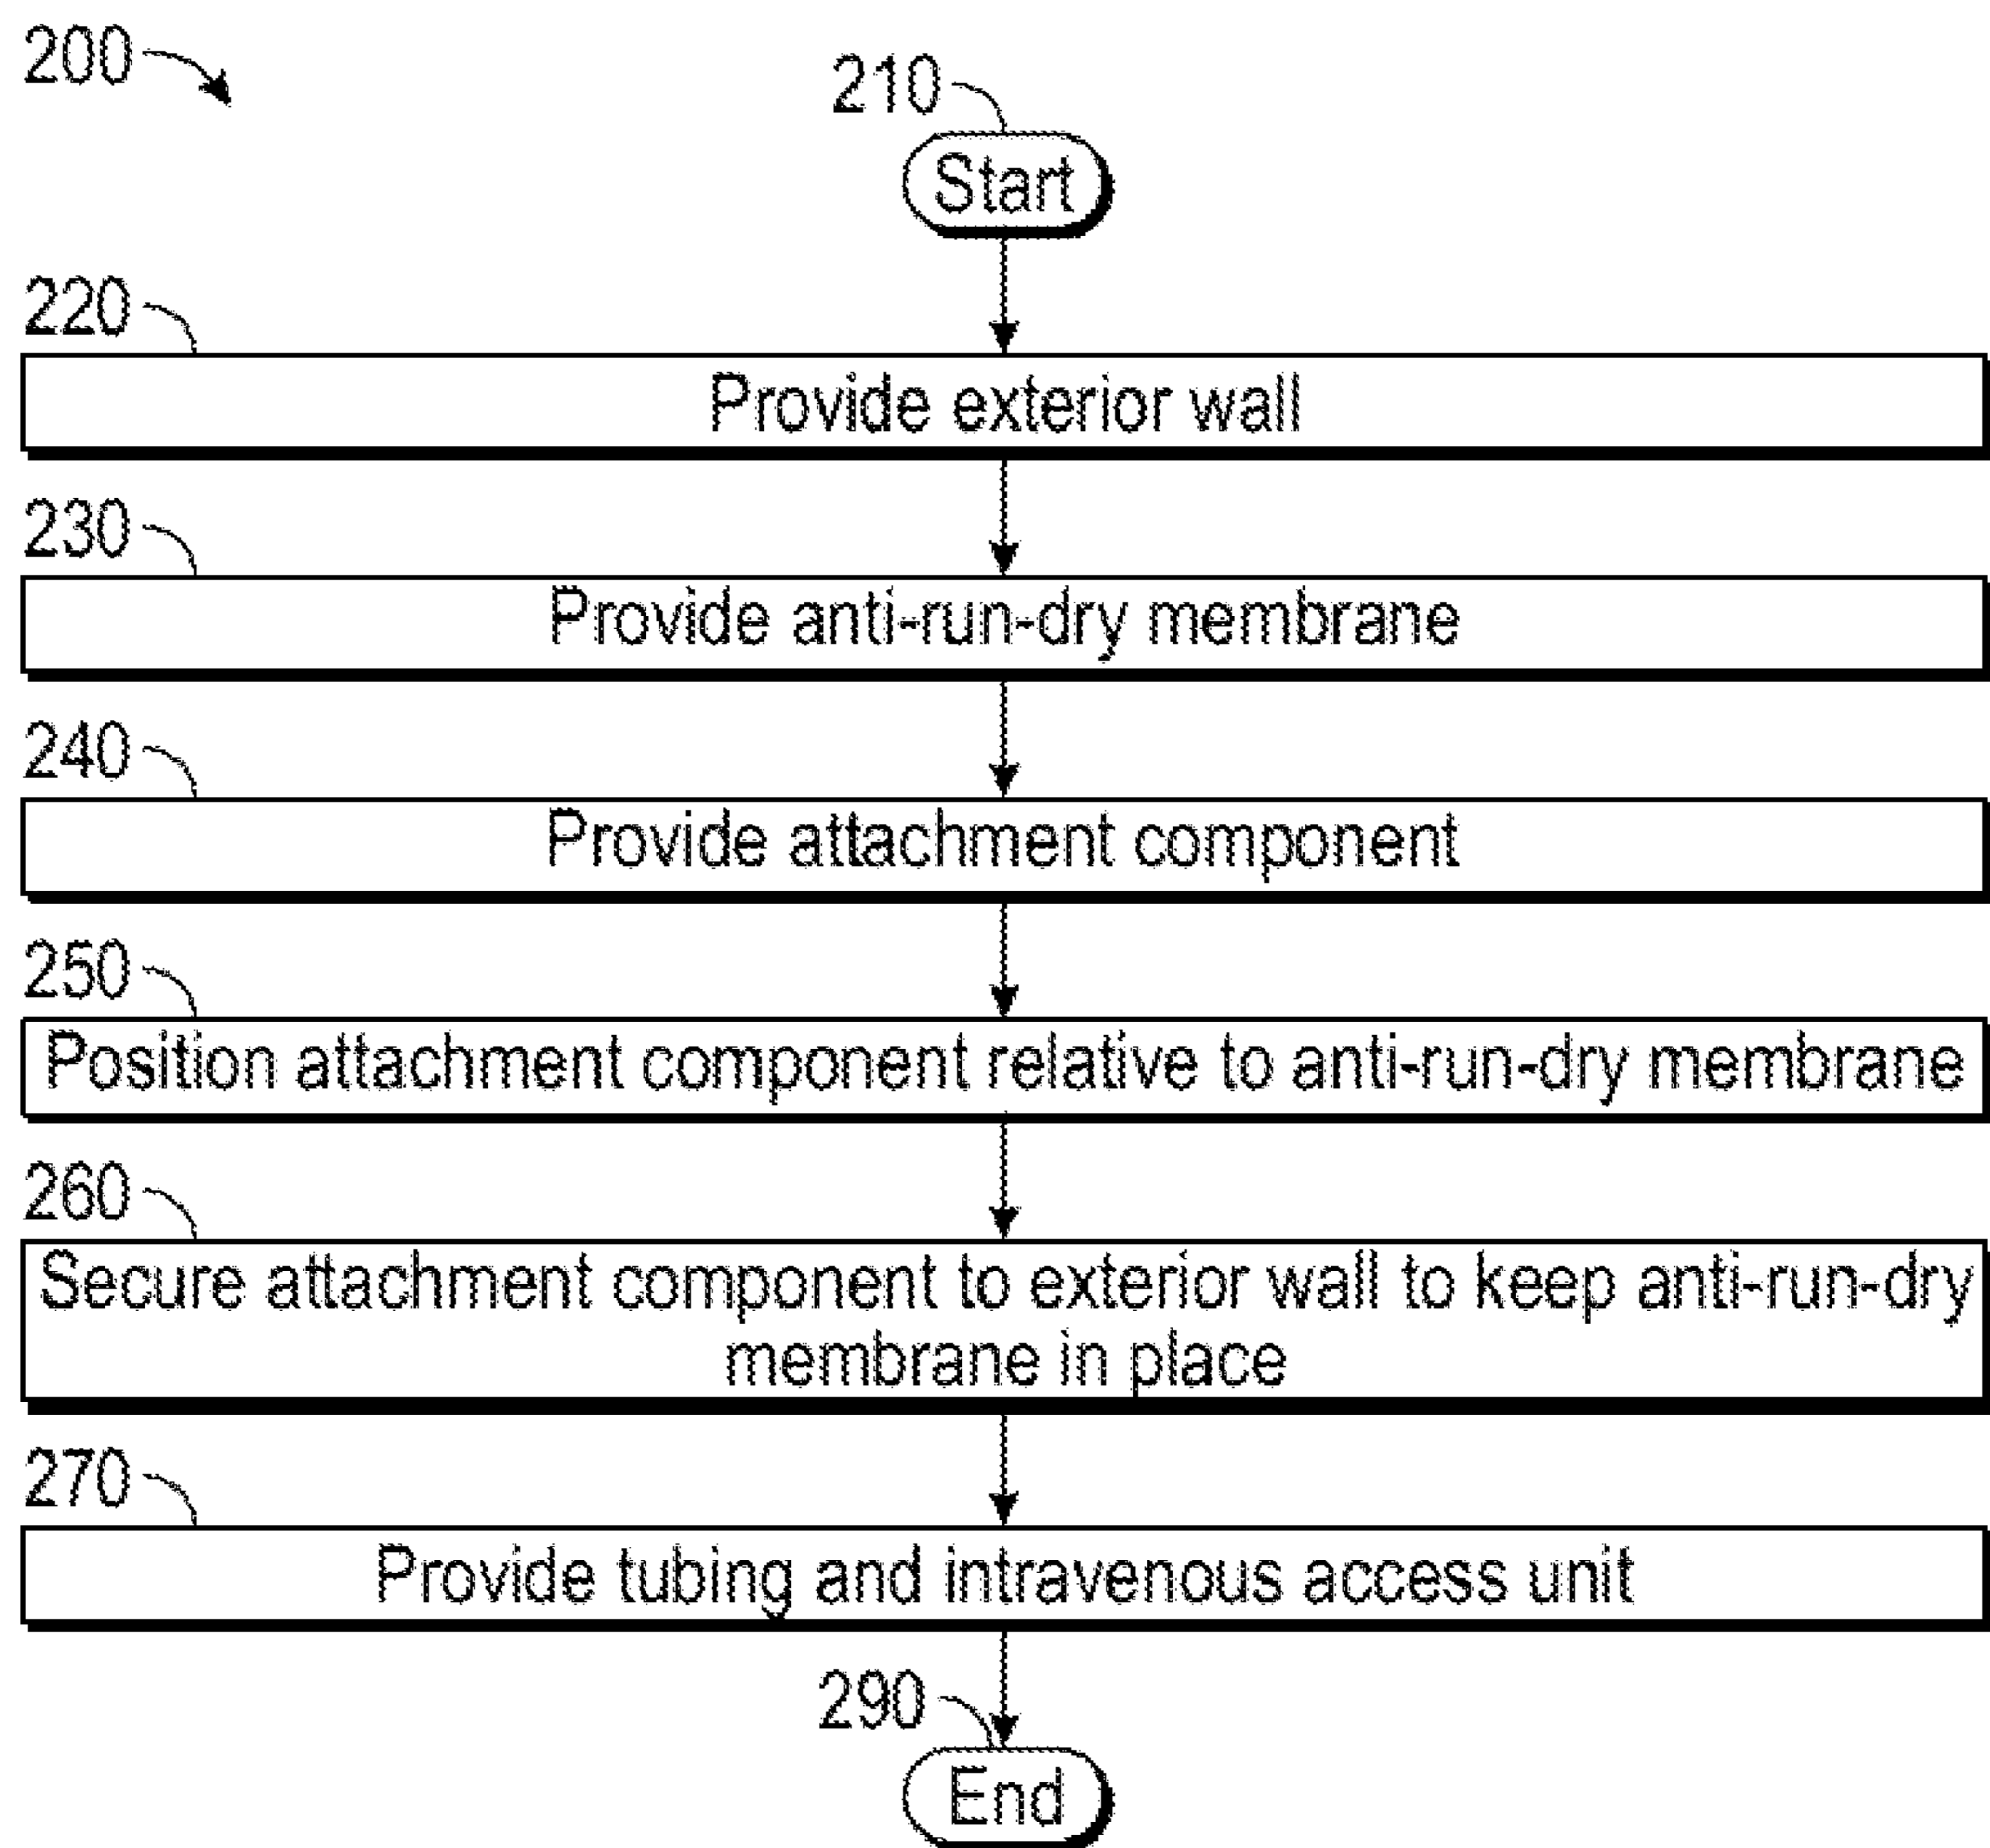 200
210
Start
220
Provide exterior wall
230
Provide anti-run-dry membrane
240
Provide attachment component
250
Position attachment component relative to anti-run-dry membrane
260
Secure attachment component to exterior wall to keep anti-run-dry
membrane in place
270
Provide tubing and intravenous access unit
290
End